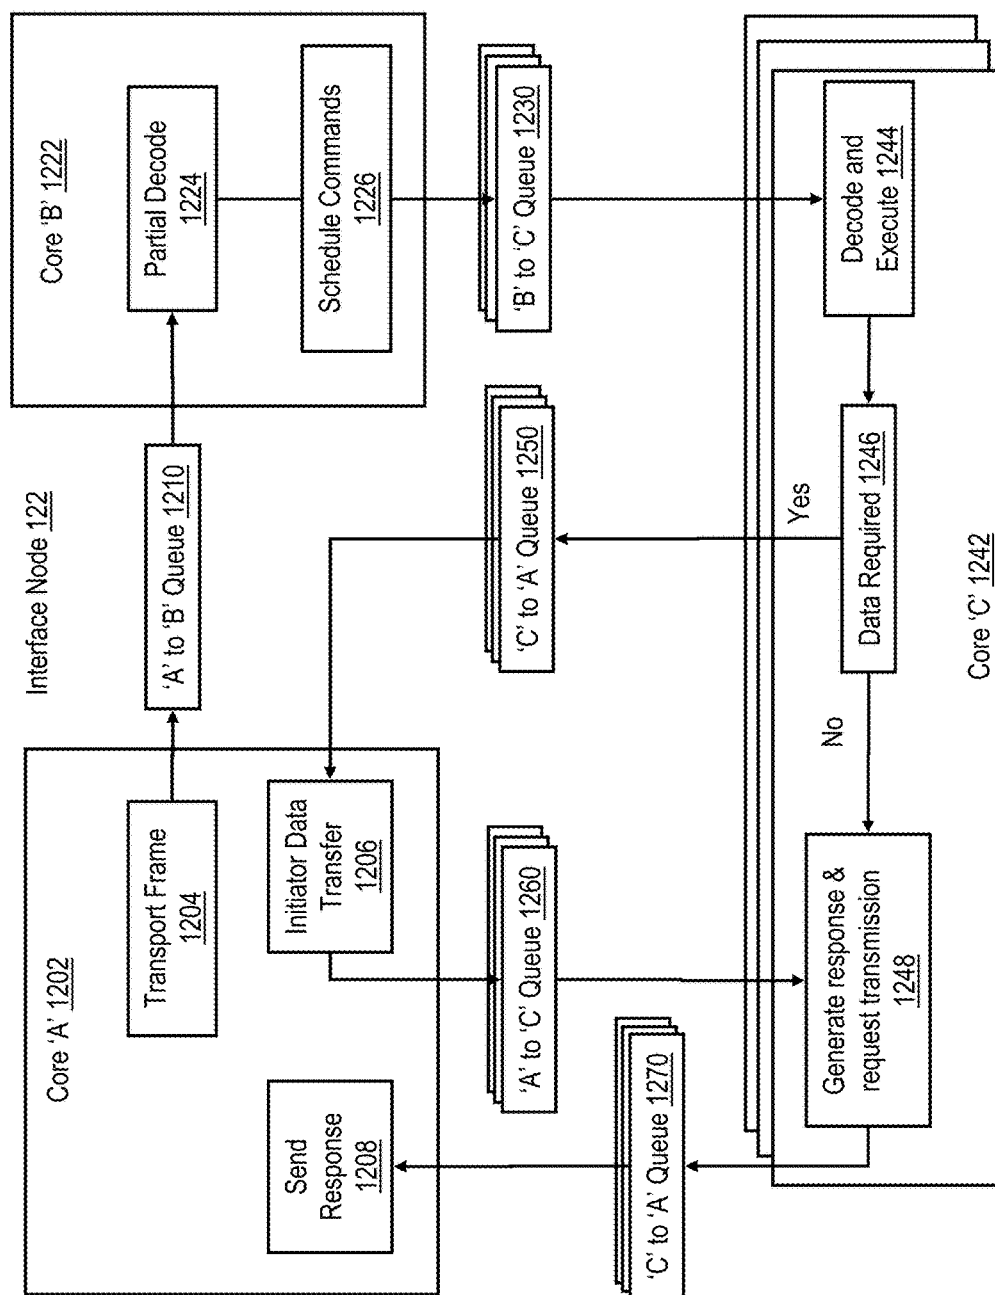 Interface Node 122
Core 'A' 1202
Transport Frame
1204
Initiator Data
Transfer
1206
Send
Response
1208
'A' to 'B' Queue 1210
Core 'B' 1222
Partial Decode
1224
Schedule Commands
1226
'B' to 'C' Queue 1230
'C' to 'A' Queue 1250
'A' to 'C' Queue 1260
'C' to 'A' Queue 1270
Decode and
Execute 1244
Data Required 1246
Yes
No
Generate response &
request transmission
1248
Core 'C' 1242